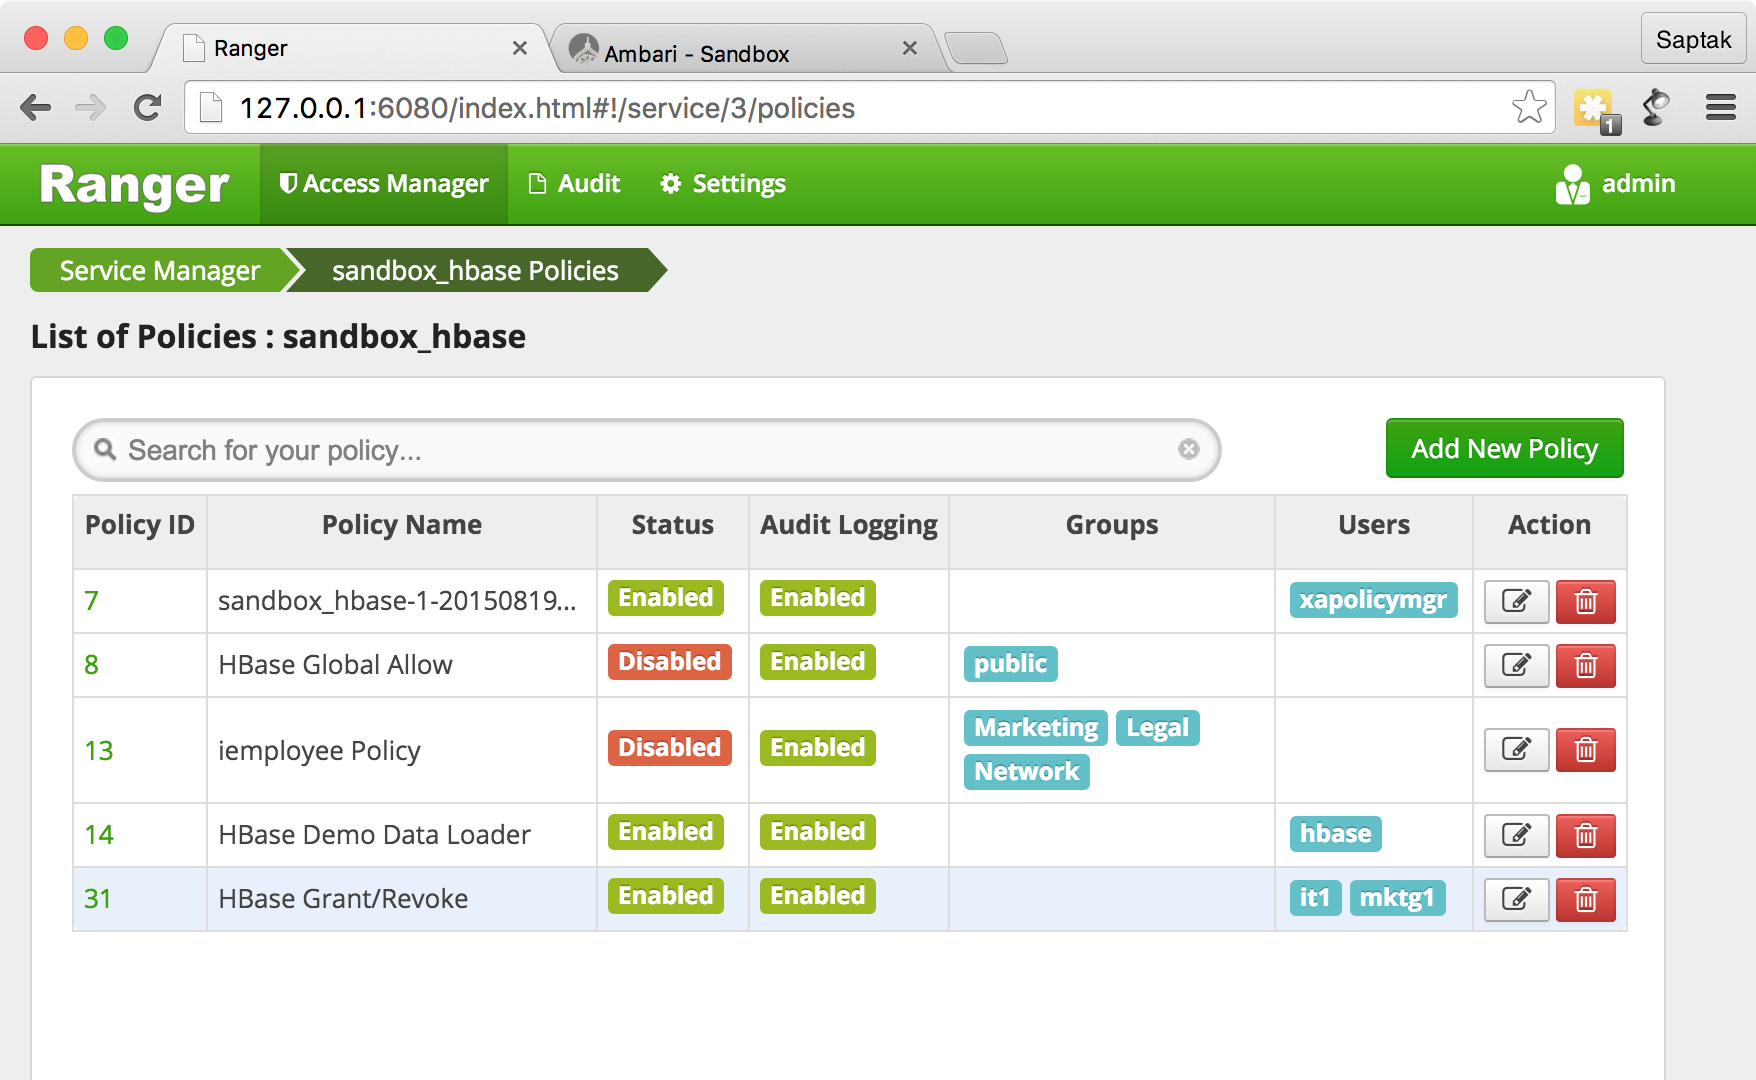 Ranger
Ambari - Sandbox
Saptak
127.0.0.1:6080/index.html#!/service/3/policies
1
Ranger
Access Manager
Audit
Settings
admin
Service Manager
sandbox_hbase Policies
List of Policies : sandbox_hbase
Search for your policy...
Add New Policy
Policy ID Policy Name Status Audit Logging Groups Users Action
7 sandbox_hbase-1-20150819... Enabled Enabled xapolicymgr
8 HBase Global Allow Disabled Enabled public
13 iemployee Policy Disabled Enabled Marketing Legal
Network
14 HBase Demo Data Loader Enabled Enabled hbase
31 HBase Grant/Revoke Enabled Enabled it1 mktg1